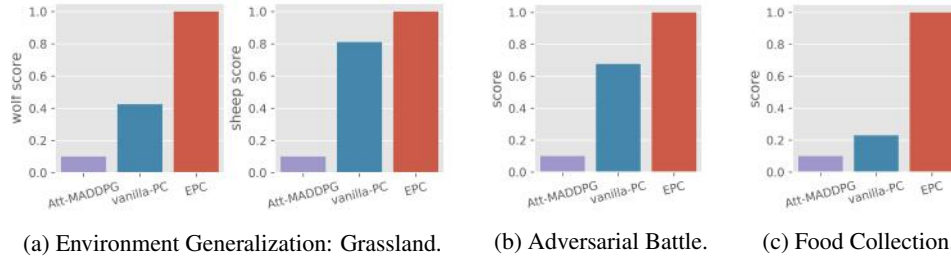 1.0
0.8
0.6
0.4
0.2
0.0
wolf score
Att-MADDPG
vanilla-PC
EPC
1.0
0.8
0.6
0.4
0.2
0.0
sheep score
Att-MADDPG
vanilla-PC
EPC
(a) Environment Generalization: Grassland.
1.0
0.8
0.6
0.4
0.2
0.0
score
Att-MADDPG
vanilla-PC
EPC
(b) Adversarial Battle.
1.0
0.8
0.6
0.4
0.2
0.0
score
Att-MADDPG
vanilla-PC
EPC
(c) Food Collection